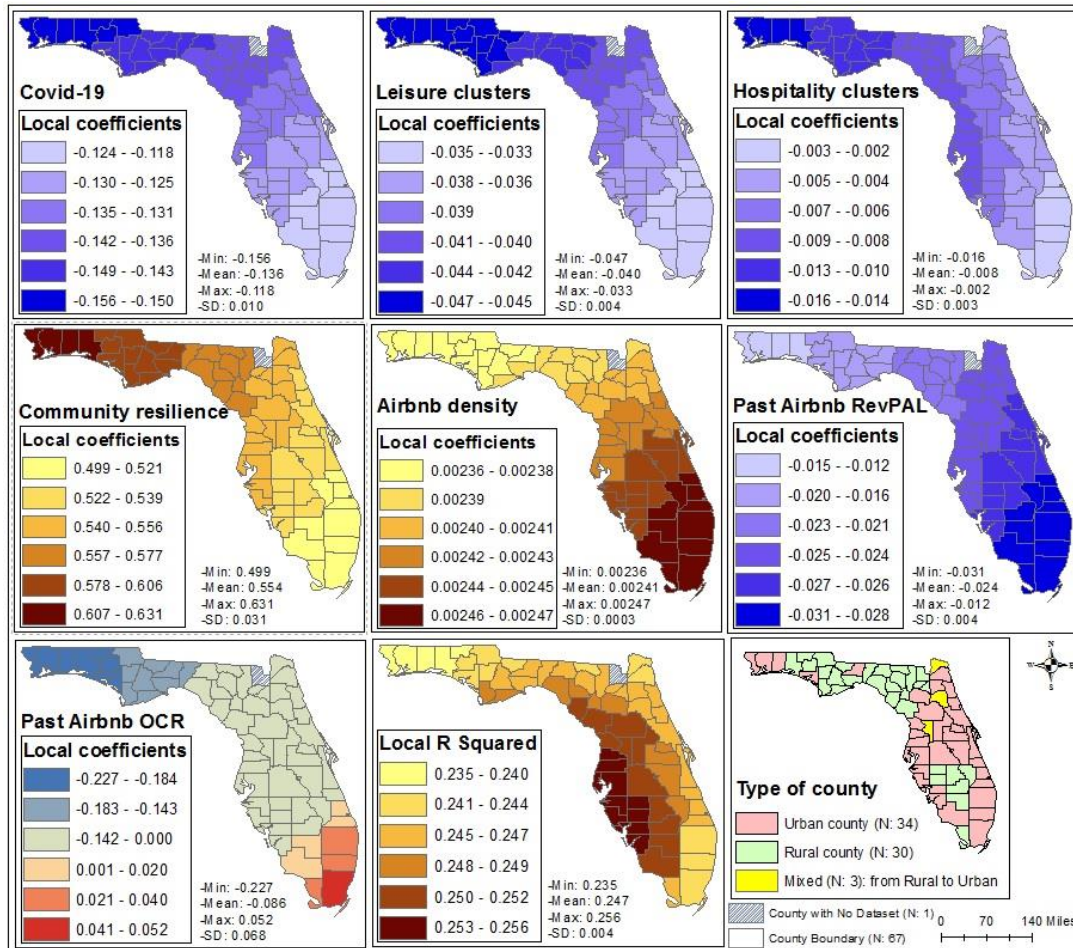 Covid-19
Local coefficients
-0.124 - -0.118
-0.130 - -0.125
-0.135 - -0.131
-0.142 - -0.136
-0.149 - -0.143
-0.156 - -0.150
-Min: -0.156
-Mean: -0.136
-Max: -0.118
-SD: 0.010
Leisure clusters
Local coefficients
-0.035 - -0.033
-0.038 - -0.036
-0.039
-0.041 - -0.040
-0.044 - -0.042
-0.047 - -0.045
-Min: -0.047
-Mean: -0.040
-Max: -0.033
-SD: 0.004
Hospitality clusters
Local coefficients
-0.003 - -0.002
-0.005 - -0.004
-0.007 - -0.006
-0.009 - -0.008
-0.013 - -0.010
-0.016 - -0.014
-Min: -0.016
-Mean: -0.008
-Max: -0.002
-SD: 0.003
Community resilience
Local coefficients
0.499 - 0.521
0.522 - 0.539
0.540 - 0.556
0.557 - 0.577
0.578 - 0.606
0.607 - 0.631
-Min: 0.499
-Mean: 0.554
-Max: 0.631
-SD: 0.031
Airbnb density
Local coefficients
0.00236 - 0.00238
0.00239
0.00240 - 0.00241
0.00242 - 0.00243
0.00244 - 0.00245
0.00246 - 0.00247
-Min: 0.00236
-Mean: 0.00241
-Max: 0.00247
-SD: 0.0003
Past Airbnb RevPAL
Local coefficients
-0.015 - -0.012
-0.020 - -0.016
-0.023 - -0.021
-0.025 - -0.024
-0.027 - -0.026
-0.031 - -0.028
-Min: -0.031
-Mean: -0.024
-Max: -0.012
-SD: 0.004
Past Airbnb OCR
Local coefficients
-0.227 - -0.184
-0.183 - -0.143
-0.142 - 0.000
0.001 - 0.020
0.021 - 0.040
0.041 - 0.052
-Min: -0.227
-Mean: -0.086
-Max: 0.052
-SD: 0.068
Local R Squared
0.235 - 0.240
0.241 - 0.244
0.245 - 0.247
0.248 - 0.249
0.250 - 0.252
0.253 - 0.256
-Min: 0.235
-Mean: 0.247
-Max: 0.256
-SD: 0.004
N
W E
S
Type of county
Urban county (N: 34)
Rural county (N: 30)
Mixed (N: 3): from Rural to Urban
County with No Dataset (N: 1)
County Boundary (N: 67)
0 70 140 Miles